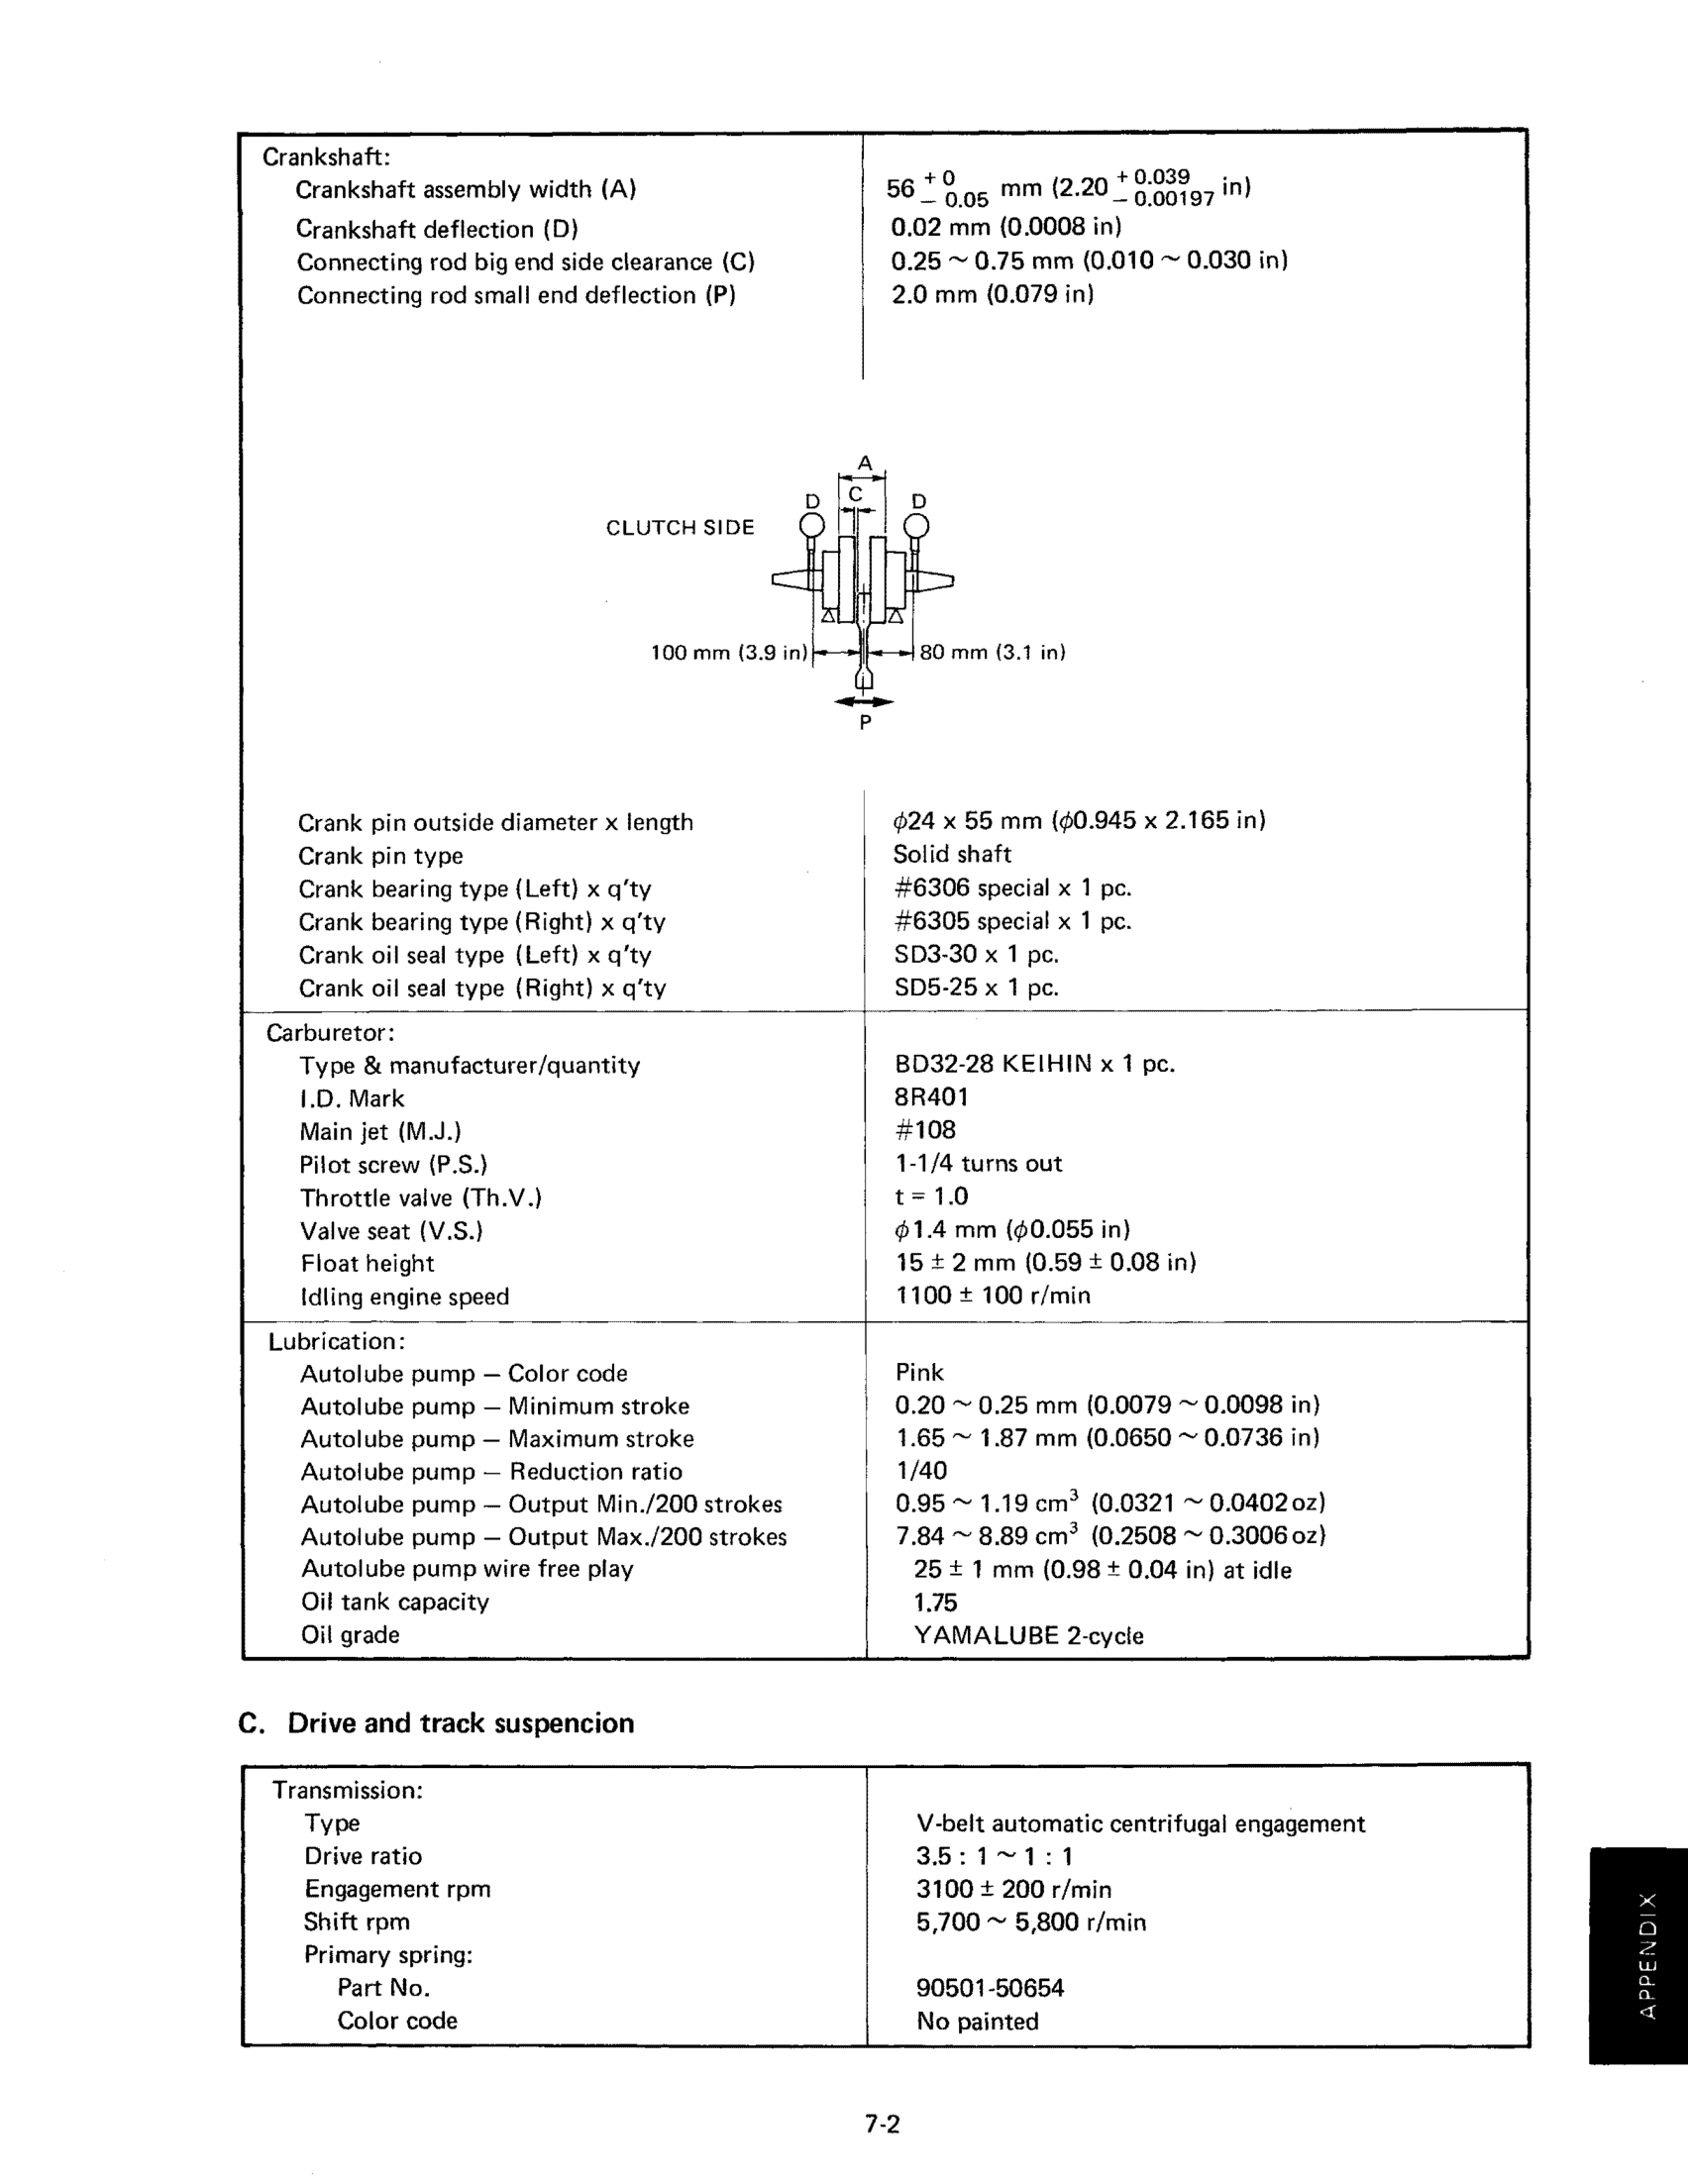 Crankshaft:
Crankshaft assembly width (A) 56 +0 −0.05 mm (2.20 +0.039 −0.00197 in)
Crankshaft deflection (D) 0.02 mm (0.0008 in)
Connecting rod big end side clearance (C) 0.25 ~ 0.75 mm (0.010 ~ 0.030 in)
Connecting rod small end deflection (P) 2.0 mm (0.079 in)
A
D C D
CLUTCH SIDE
100 mm (3.9 in) 80 mm (3.1 in)
P
Crank pin outside diameter x length ϕ24 x 55 mm (ϕ0.945 x 2.165 in)
Crank pin type Solid shaft
Crank bearing type (Left) x q'ty #6306 special x 1 pc.
Crank bearing type (Right) x q'ty #6305 special x 1 pc.
Crank oil seal type (Left) x q'ty SD3-30 x 1 pc.
Crank oil seal type (Right) x q'ty SD5-25 x 1 pc.
Carburetor:
Type & manufacturer/quantity BD32-28 KEIHIN x 1 pc.
I.D. Mark 8R401
Main jet (M.J.) #108
Pilot screw (P.S.) 1-1/4 turns out
Throttle valve (Th.V.) t = 1.0
Valve seat (V.S.) ϕ1.4 mm (ϕ0.055 in)
Float height 15 ± 2 mm (0.59 ± 0.08 in)
Idling engine speed 1100 ± 100 r/min
Lubrication:
Autolube pump — Color code Pink
Autolube pump — Minimum stroke 0.20 ~ 0.25 mm (0.0079 ~ 0.0098 in)
Autolube pump — Maximum stroke 1.65 ~ 1.87 mm (0.0650 ~ 0.0736 in)
Autolube pump — Reduction ratio 1/40
Autolube pump — Output Min./200 strokes 0.95 ~ 1.19 cm³ (0.0321 ~ 0.0402 oz)
Autolube pump — Output Max./200 strokes 7.84 ~ 8.89 cm³ (0.2508 ~ 0.3006 oz)
Autolube pump wire free play 25 ± 1 mm (0.98 ± 0.04 in) at idle
Oil tank capacity 1.75
Oil grade YAMALUBE 2-cycle
C. Drive and track suspencion
Transmission:
Type V-belt automatic centrifugal engagement
Drive ratio 3.5 : 1 ~ 1 : 1
Engagement rpm 3100 ± 200 r/min
Shift rpm 5,700 ~ 5,800 r/min
Primary spring:
Part No. 90501-50654
Color code No painted
APPENDIX
7-2